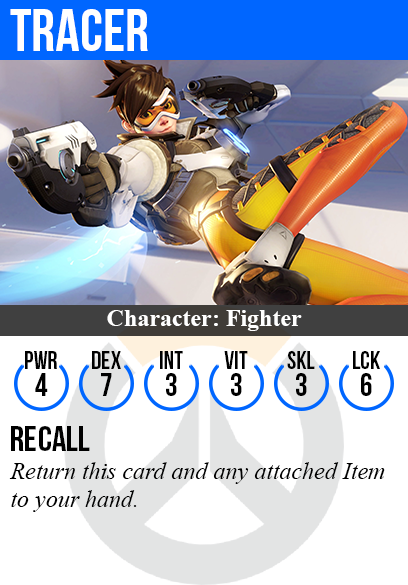 TRACER
Character: Fighter
PWR DEX INT VIT SKL LCK
4 7 3 3 3 6
RECALL
Return this card and any attached Item
to your hand.